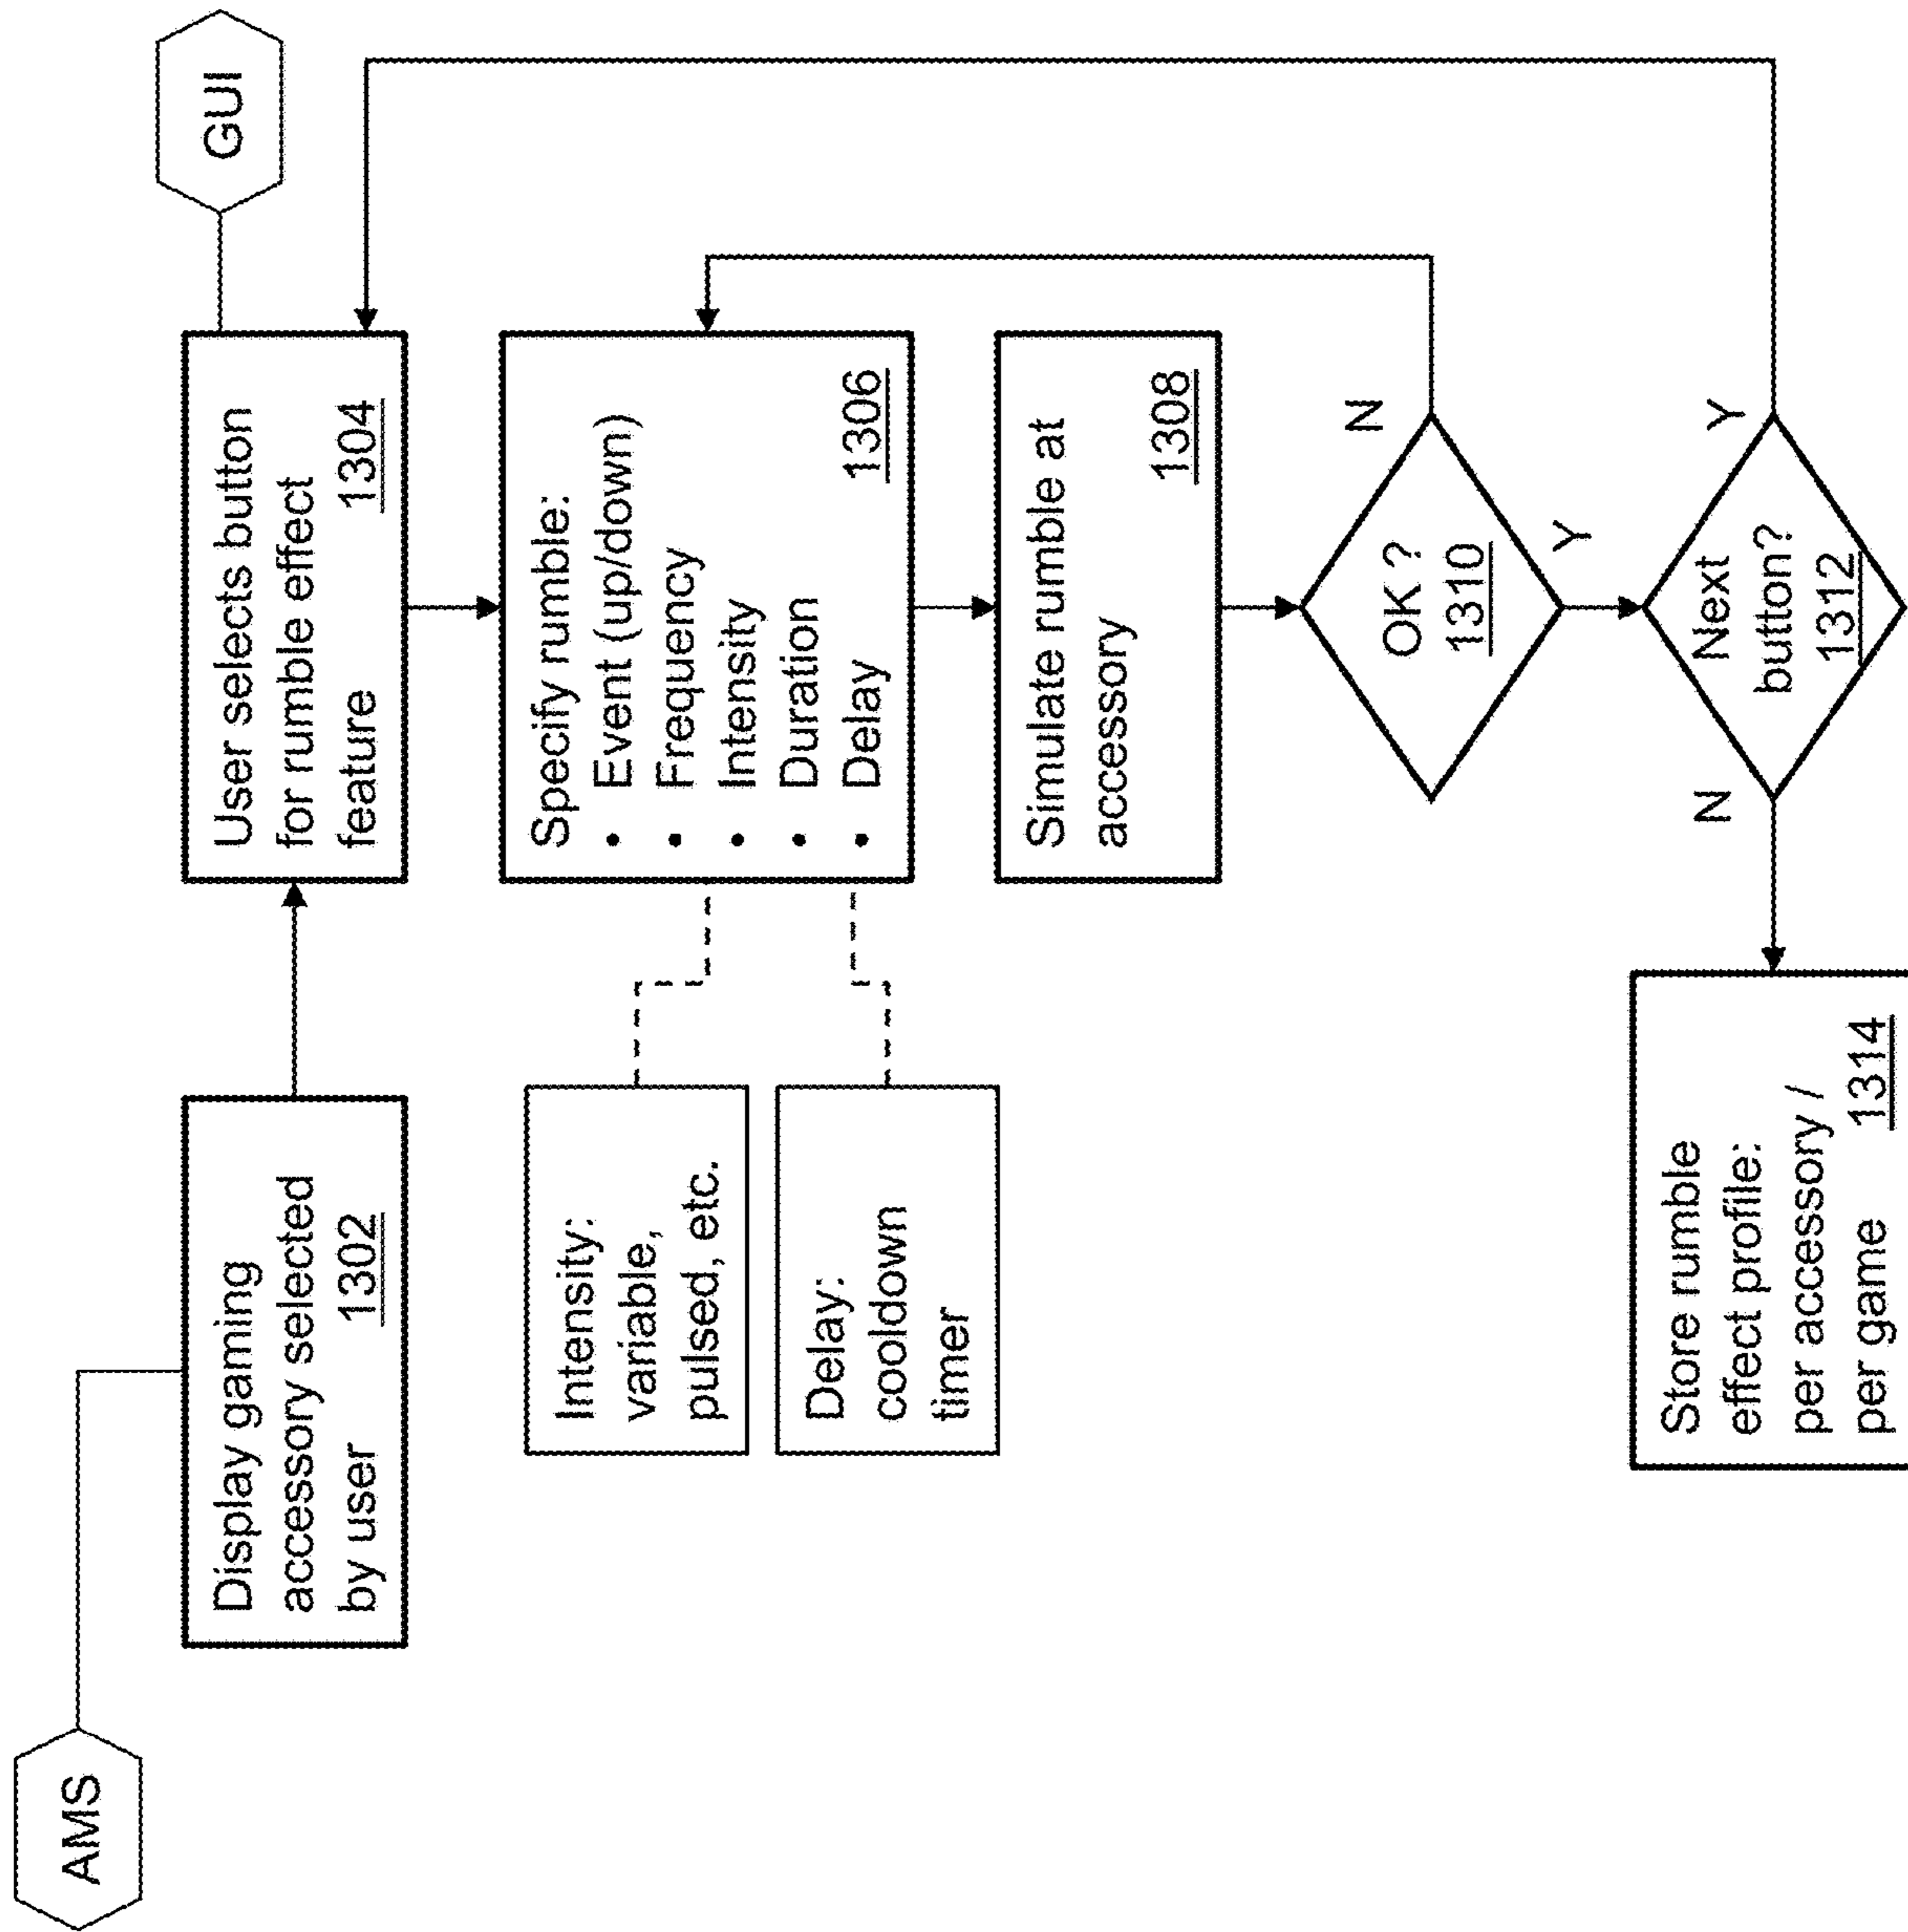 AMS
GUI
Display gaming
accessory selected
by user 1302
User selects button
for rumble effect
feature 1304
Intensity:
variable,
pulsed, etc.
Delay:
cooldown
timer
Specify rumble:
• Event (up/down)
• Frequency
• Intensity
• Duration
• Delay 1306
Simulate rumble at
accessory 1308
OK ?
1310
N
Y
Next
button?
1312
N
Y
Store rumble
effect profile:
per accessory /
per game 1314